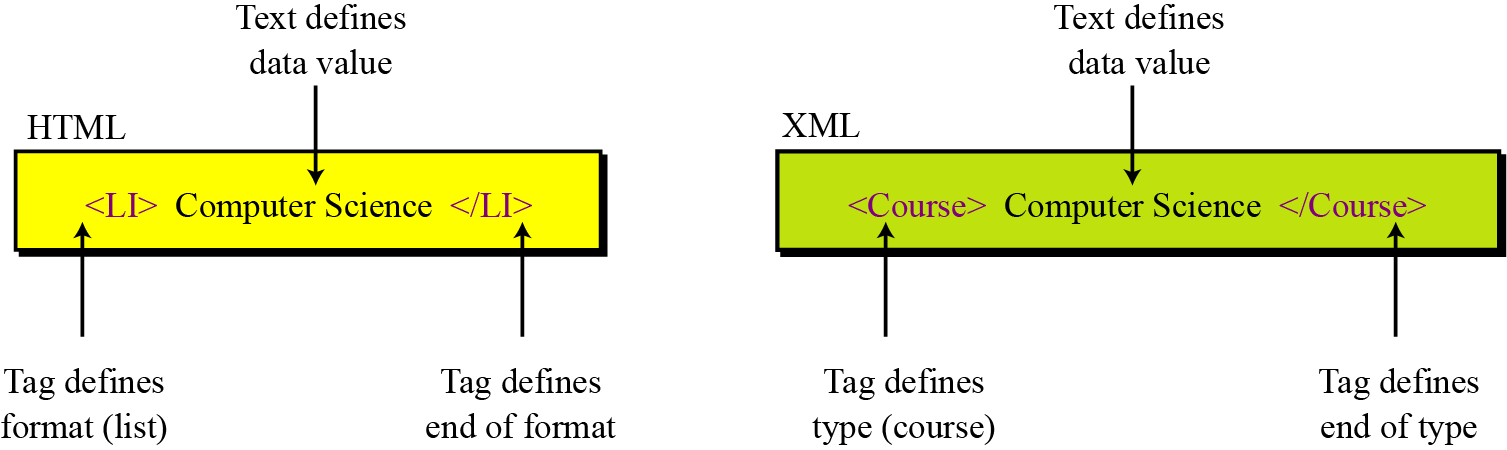 Text defines
data value
HTML
<LI> Computer Science </LI>
Tag defines
format (list)
Tag defines
end of format
Text defines
data value
XML
<Course> Computer Science </Course>
Tag defines
type (course)
Tag defines
end of type